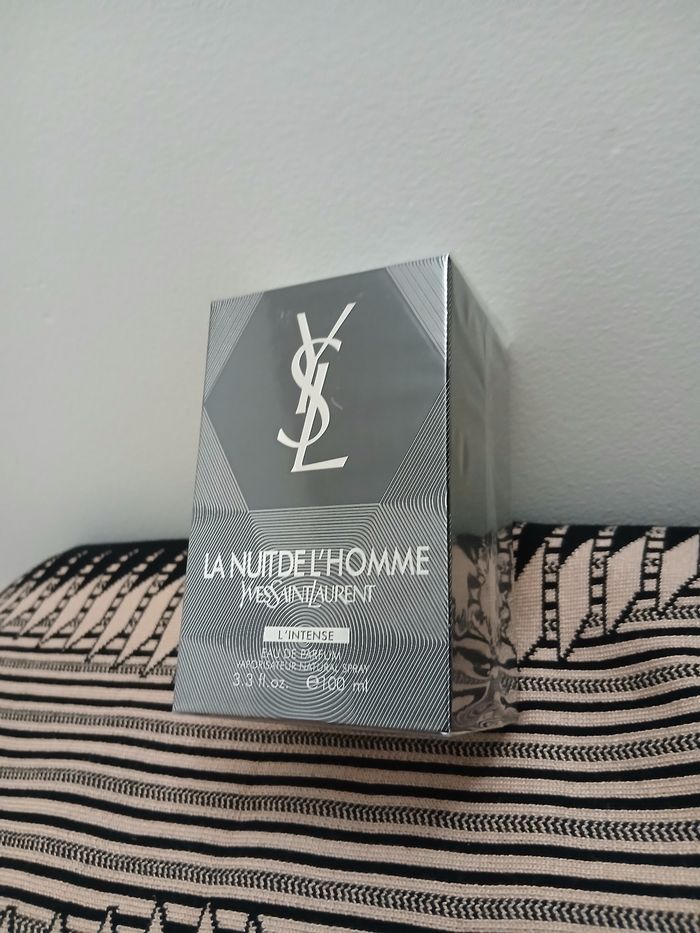 YSL
LA NUIT DE L'HOMME
YVES SAINT LAURENT
L'INTENSE
EAU DE PARFUM
VAPORISATEUR NATURAL SPRAY
3.3 fl.oz. ℮100 ml